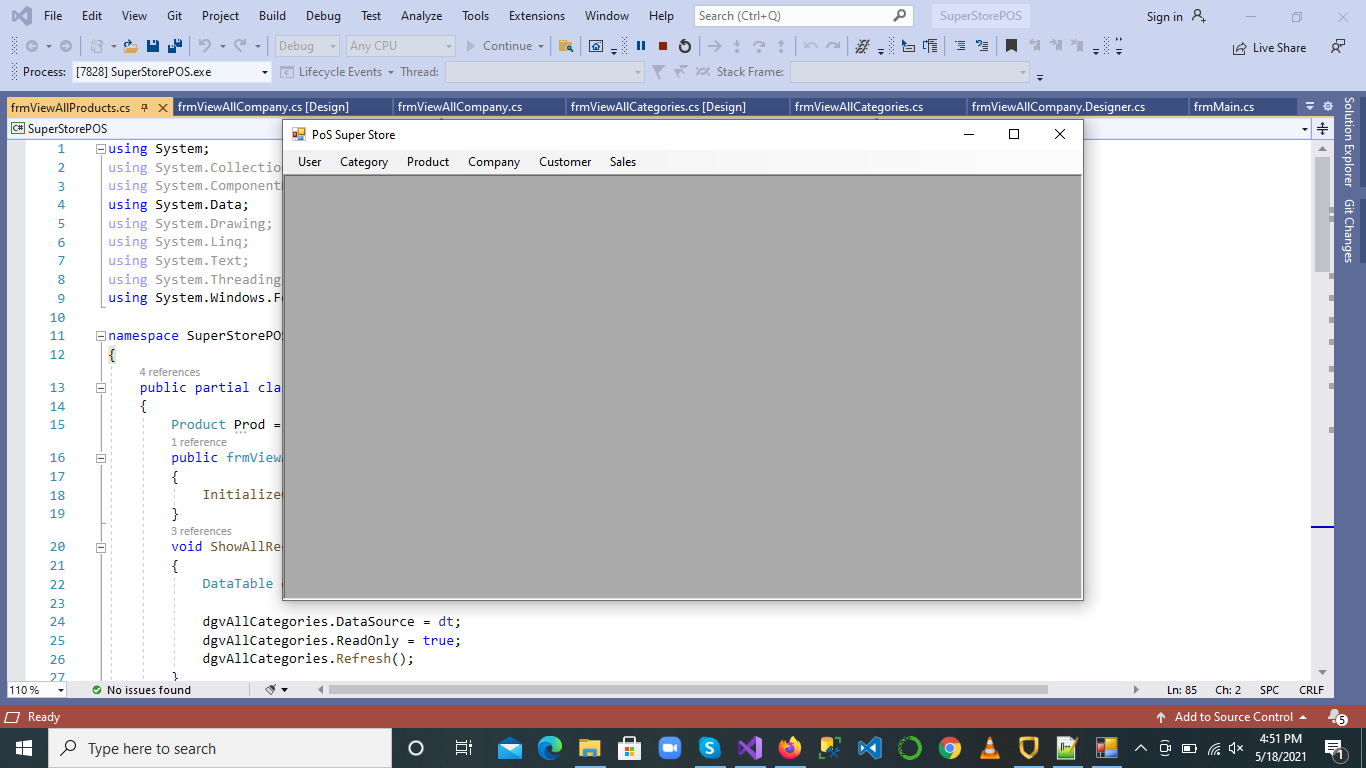 File Edit View Git Project Build Debug Test Analyze Tools Extensions Window Help Search (Ctrl+Q) SuperStorePOS Sign in
Debug Any CPU Continue Live Share
Process: [7828] SuperStorePOS.exe Lifecycle Events Thread: Stack Frame:
frmViewAllProducts.cs frmViewAllCompany.cs [Design] frmViewAllCompany.cs frmViewAllCategories.cs [Design] frmViewAllCategories.cs frmViewAllCompany.Designer.cs frmMain.cs
C# SuperStorePOS
Solution Explorer
Git Changes
PoS Super Store
User Category Product Company Customer Sales
1 using System;
2 using System.Collectio
3 using System.Component
4 using System.Data;
5 using System.Drawing;
6 using System.Linq;
7 using System.Text;
8 using System.Threading
9 using System.Windows.Fo
10
11 namespace SuperStorePOS
12 {
4 references
13 public partial clas
14 {
15 Product Prod =
1 reference
16 public frmViewA
17 {
18 InitializeC
19 }
3 references
20 void ShowAllRec
21 {
22 DataTable
23
24 dgvAllCategories.DataSource = dt;
25 dgvAllCategories.ReadOnly = true;
26 dgvAllCategories.Refresh();
27 }
110 % No issues found Ln: 85 Ch: 2 SPC CRLF
Ready Add to Source Control 5
Type here to search 4:51 PM
5/18/2021 1